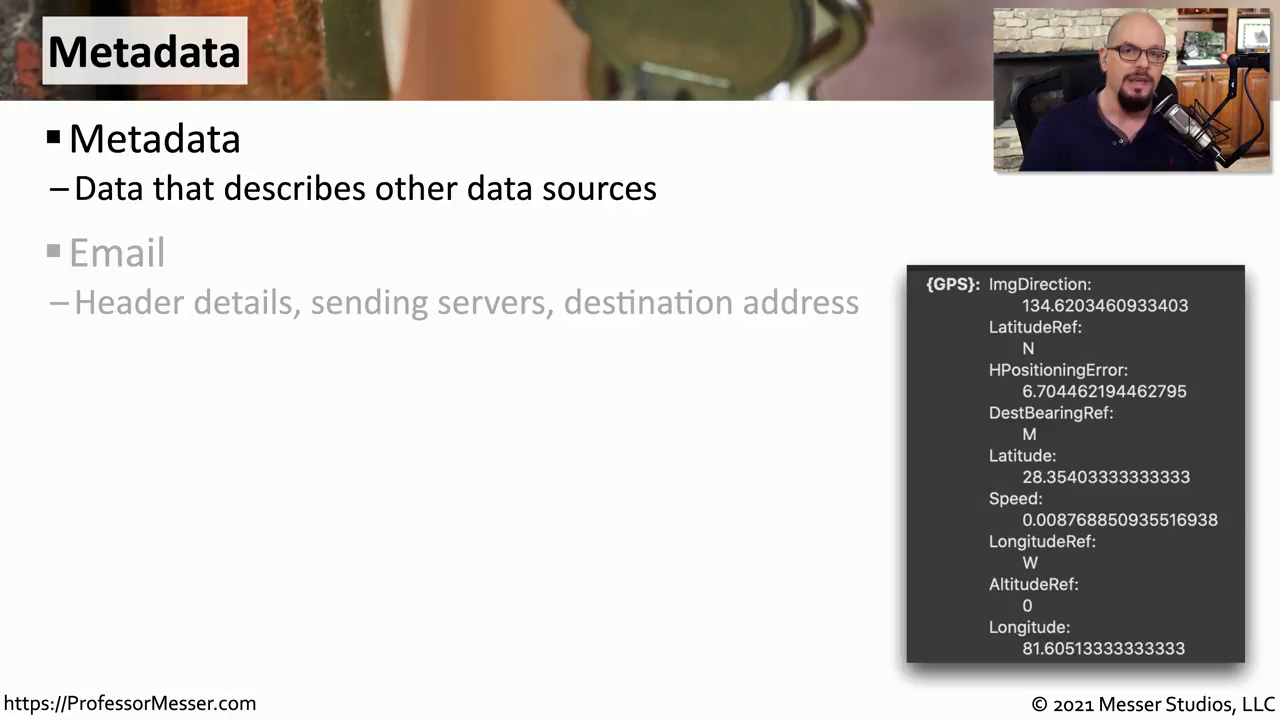 Metadata
▪ Metadata
– Data that describes other data sources
▪ Email
– Header details, sending servers, destination address
{GPS}: ImgDirection:
134.6203460933403
LatitudeRef:
N
HPositioningError:
6.704462194462795
DestBearingRef:
M
Latitude:
28.35403333333333
Speed:
0.008768850935516938
LongitudeRef:
W
AltitudeRef:
0
Longitude:
81.60513333333333
https://ProfessorMesser.com
© 2021 Messer Studios, LLC